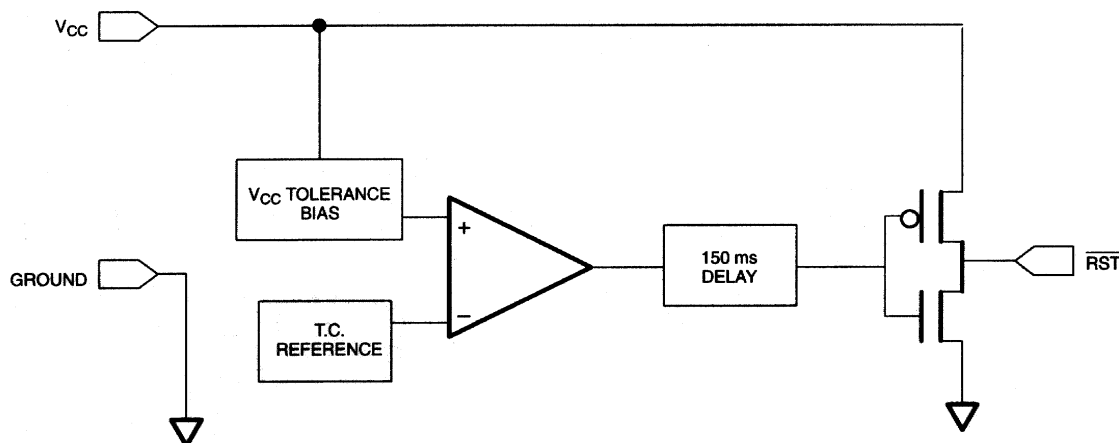 VCC
VCC TOLERANCE
BIAS
+
−
150 ms
DELAY
RST
GROUND
T.C.
REFERENCE